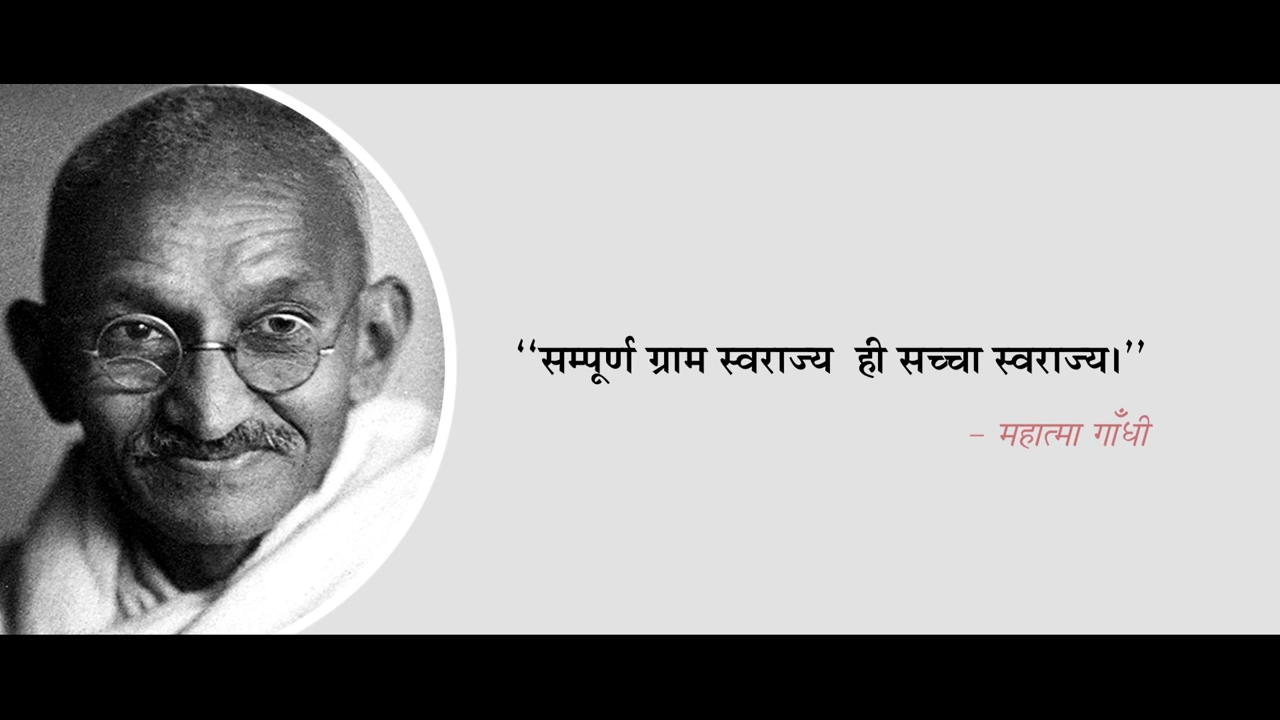 ‘‘सम्पूर्ण ग्राम स्वराज्य ही सच्चा स्वराज्य।’’
– महात्मा गाँधी